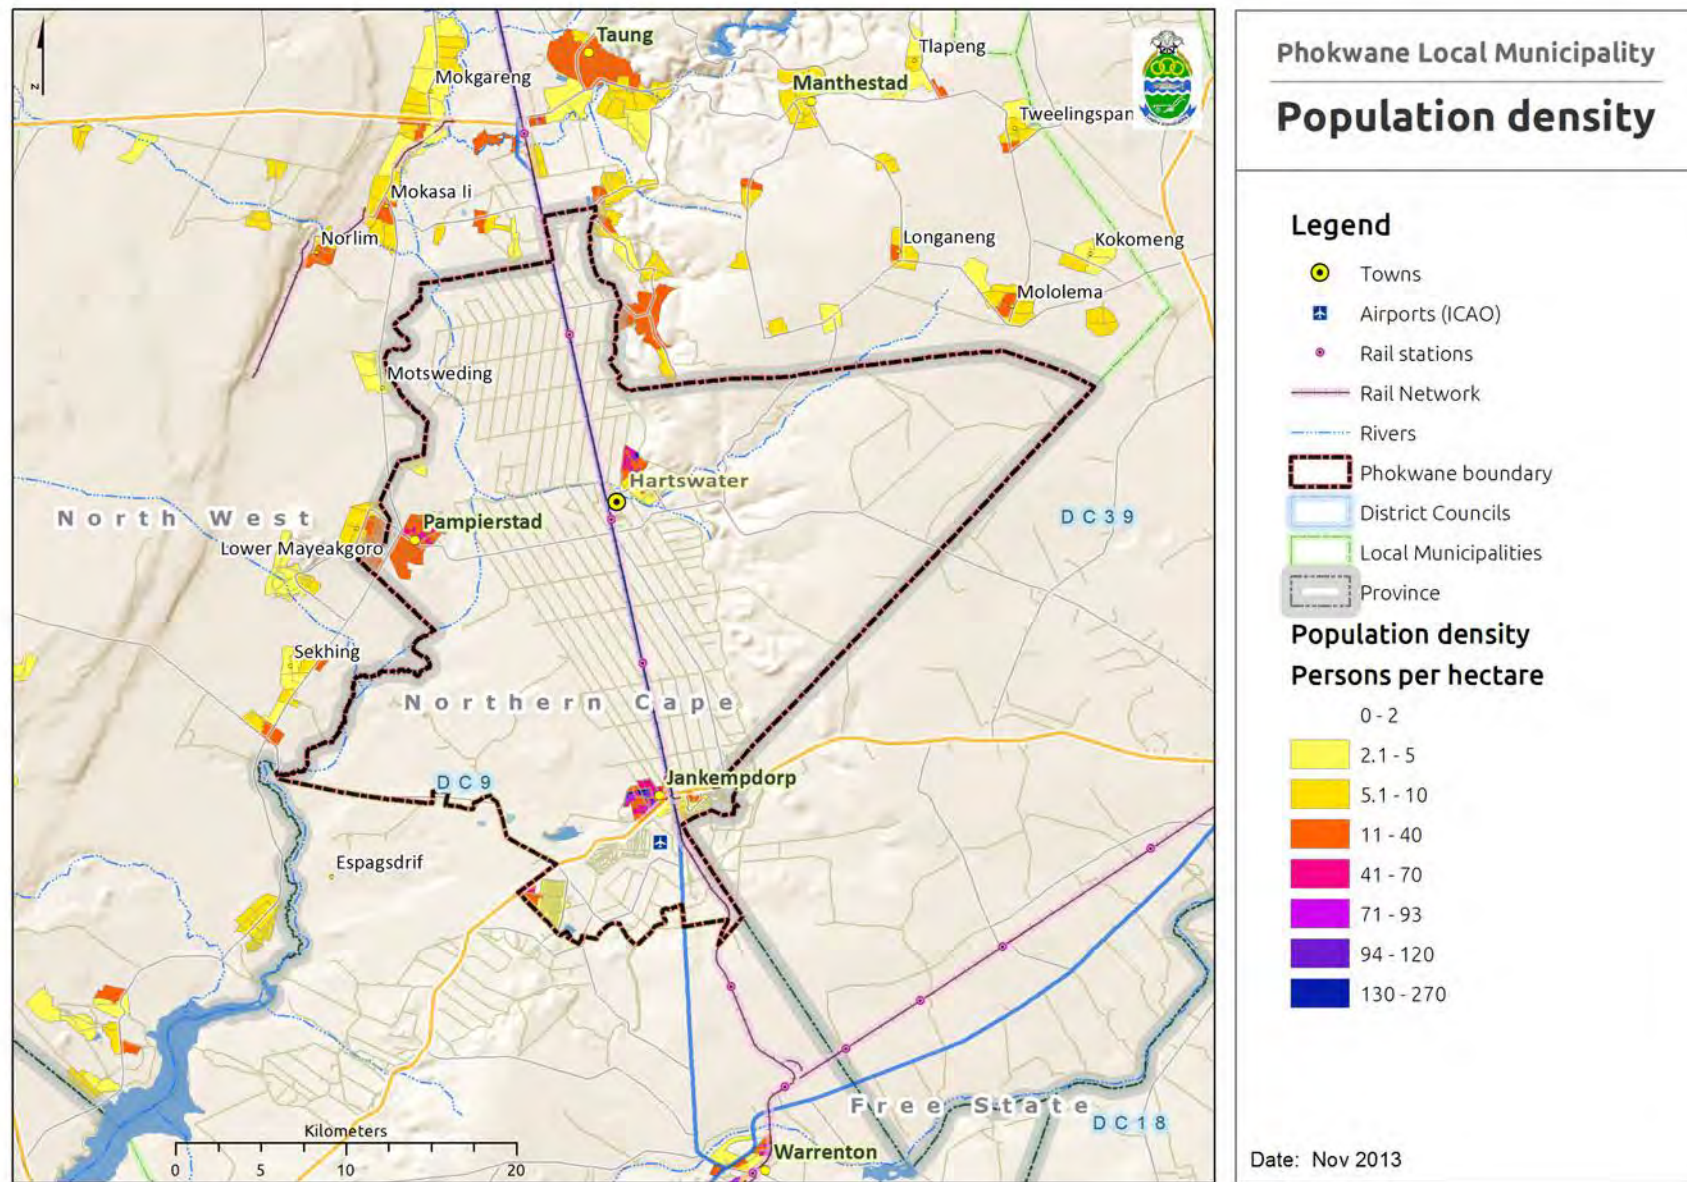 Phokwane Local Municipality
Population density
Legend
Towns
Airports (ICAO)
Rail stations
Rail Network
Rivers
Phokwane boundary
District Councils
Local Municipalities
Province
Population density
Persons per hectare
0 - 2
2.1 - 5
5.1 - 10
11 - 40
41 - 70
71 - 93
94 - 120
130 - 270
Date: Nov 2013
z
Taung
Tlapeng
Mokgareng
Manthestad
Tweelingspan
Mokasa Ii
Norlim
Longaneng
Kokomeng
Mololema
Motsweding
Hartswater
North West
Pampierstad
DC39
Lower Mayeakgoro
Sekhing
Northern Cape
DC9
Jankempdorp
Espagsdrif
Free State
DC18
Warrenton
Kilometers
0 5 10 20